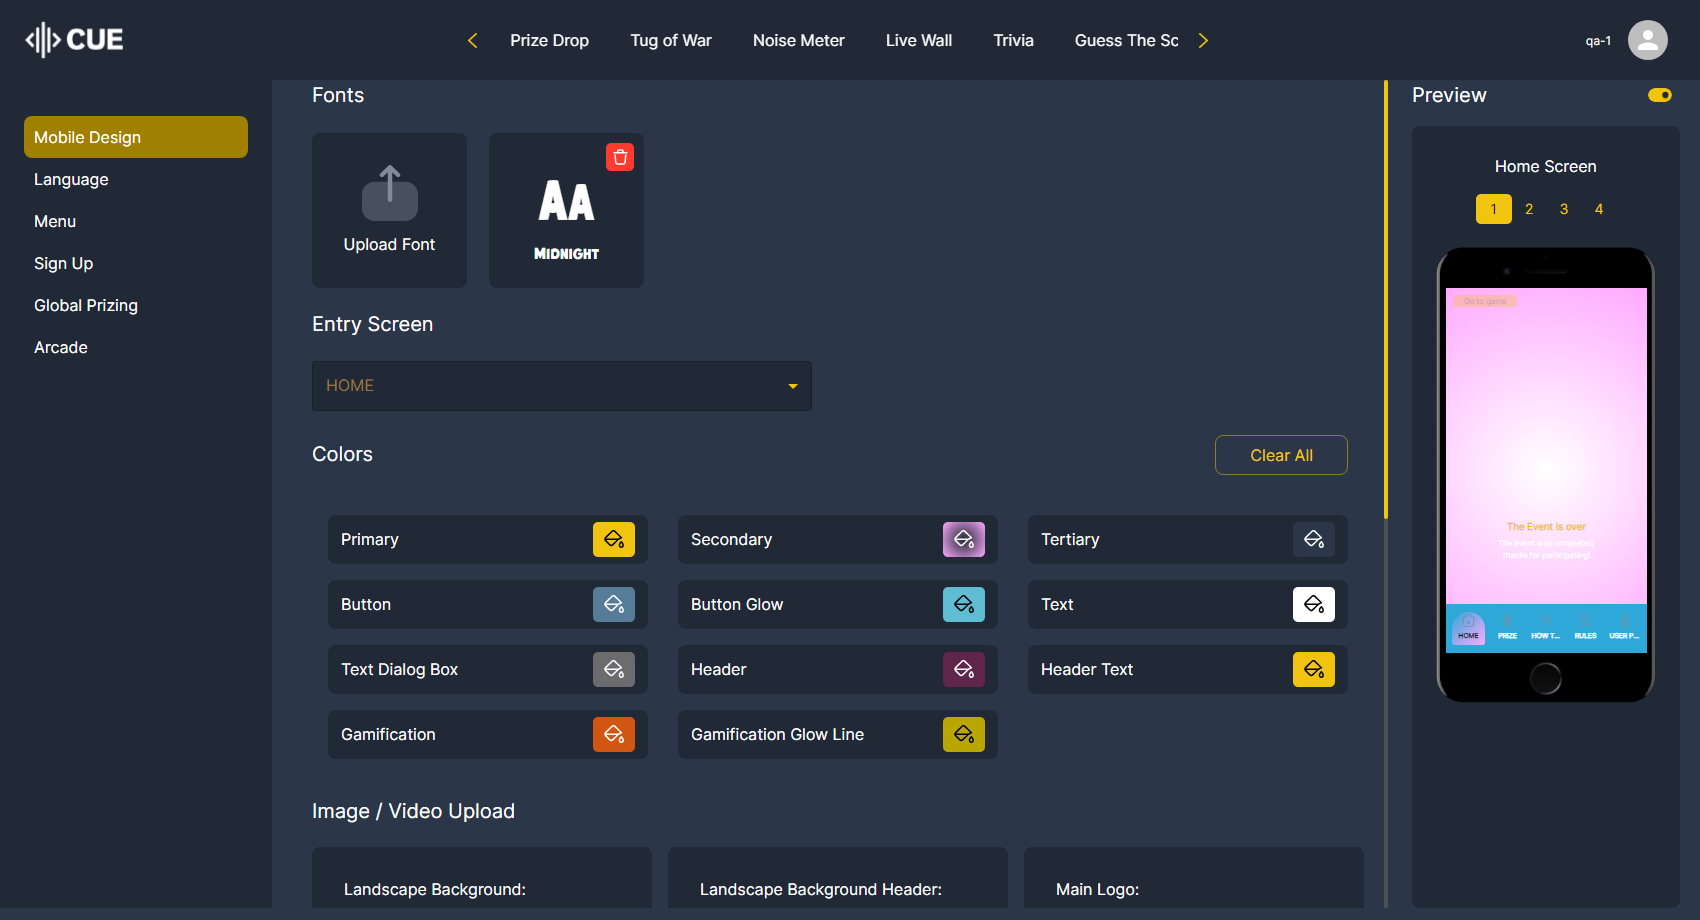 CUE
Prize Drop
Tug of War
Noise Meter
Live Wall
Trivia
Guess The Sc
qa-1
Mobile Design
Language
Menu
Sign Up
Global Prizing
Arcade
Fonts
Upload Font
AA
MIDNIGHT
Entry Screen
HOME
Colors
Clear All
Primary
Secondary
Tertiary
Button
Button Glow
Text
Text Dialog Box
Header
Header Text
Gamification
Gamification Glow Line
Image / Video Upload
Landscape Background:
Landscape Background Header:
Main Logo:
Preview
Home Screen
1 2 3 4
Go to game
The Event is over
The event was completed,
thanks for participating!
HOME
PRIZE
HOW T...
RULES
USER P...